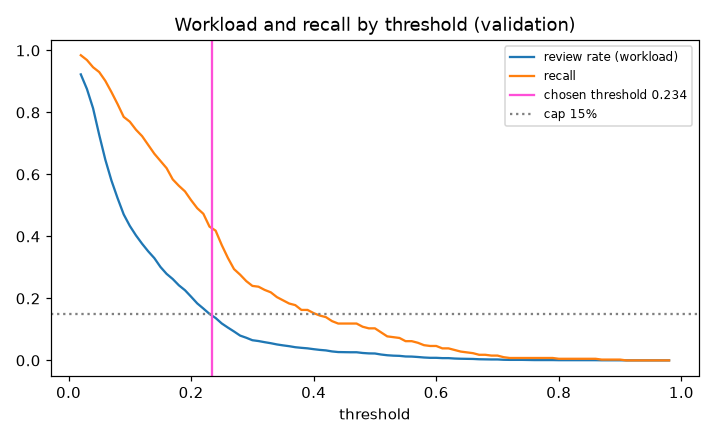 Workload and recall by threshold (validation)
1.0
0.8
0.6
0.4
0.2
0.0
review rate (workload)
recall
chosen threshold 0.234
cap 15%
0.0 0.2 0.4 0.6 0.8 1.0
threshold